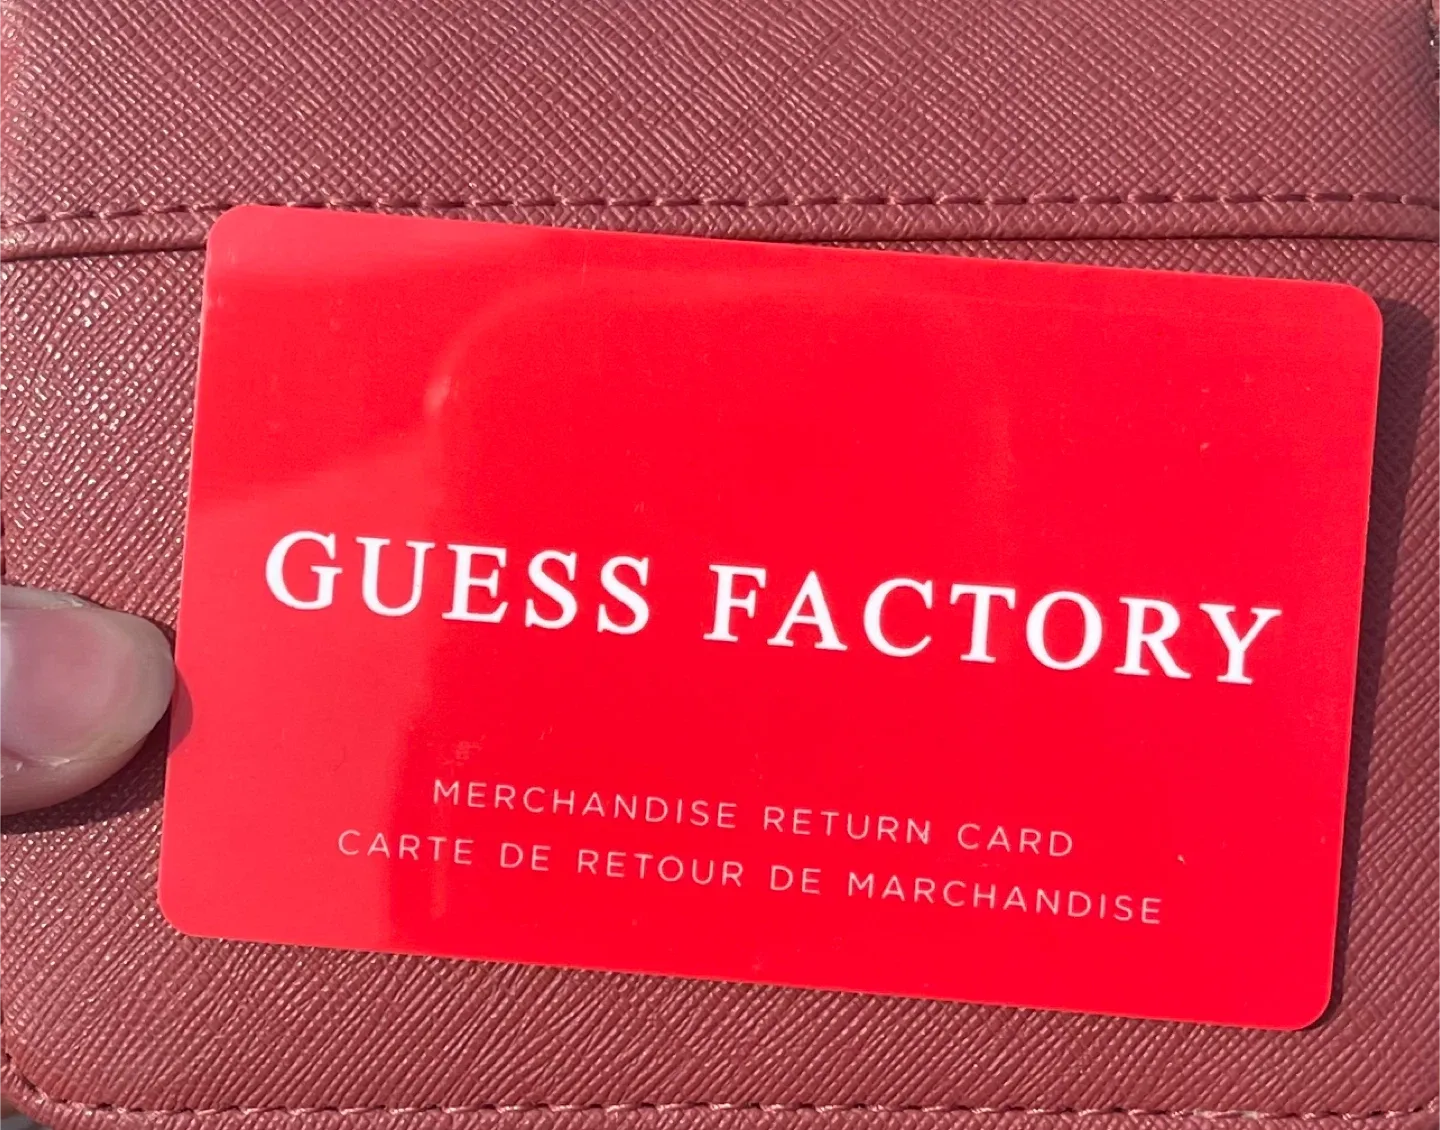 GUESS FACTORY
MERCHANDISE RETURN CARD
CARTE DE RETOUR DE MARCHANDISE